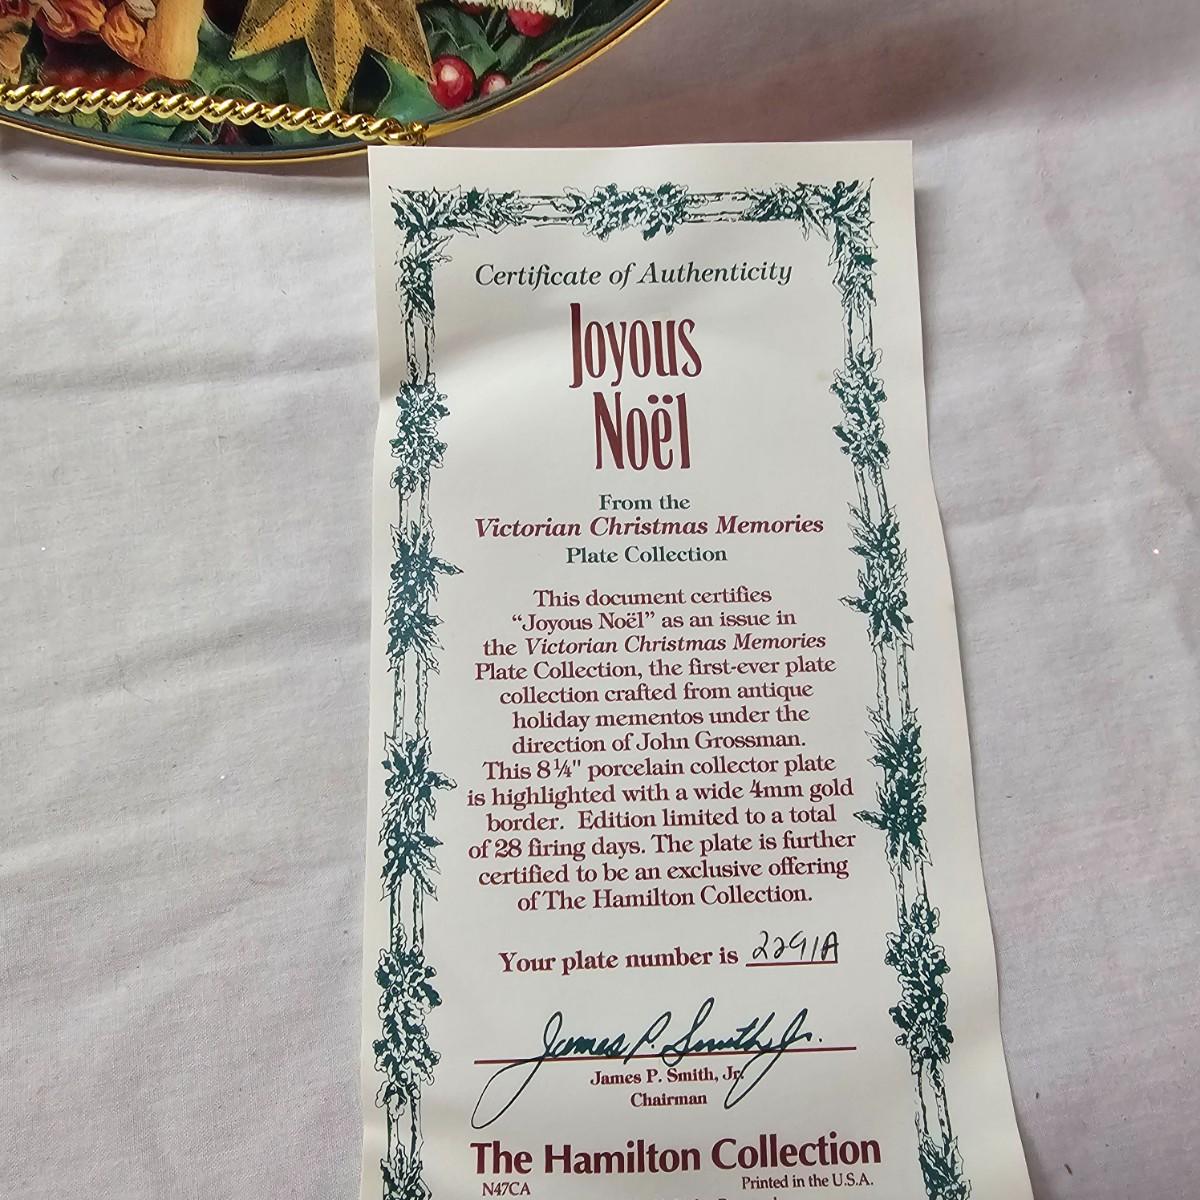 Certificate of Authenticity
Joyous
Noël
From the
Victorian Christmas Memories
Plate Collection
This document certifies
"Joyous Noël" as an issue in
the Victorian Christmas Memories
Plate Collection, the first-ever plate
collection crafted from antique
holiday mementos under the
direction of John Grossman.
This 8¼" porcelain collector plate
is highlighted with a wide 4mm gold
border. Edition limited to a total
of 28 firing days. The plate is further
certified to be an exclusive offering
of The Hamilton Collection.
Your plate number is 2291A
James P. Smith Jr.
James P. Smith, Jr.
Chairman
The Hamilton Collection
N47CA Printed in the U.S.A.